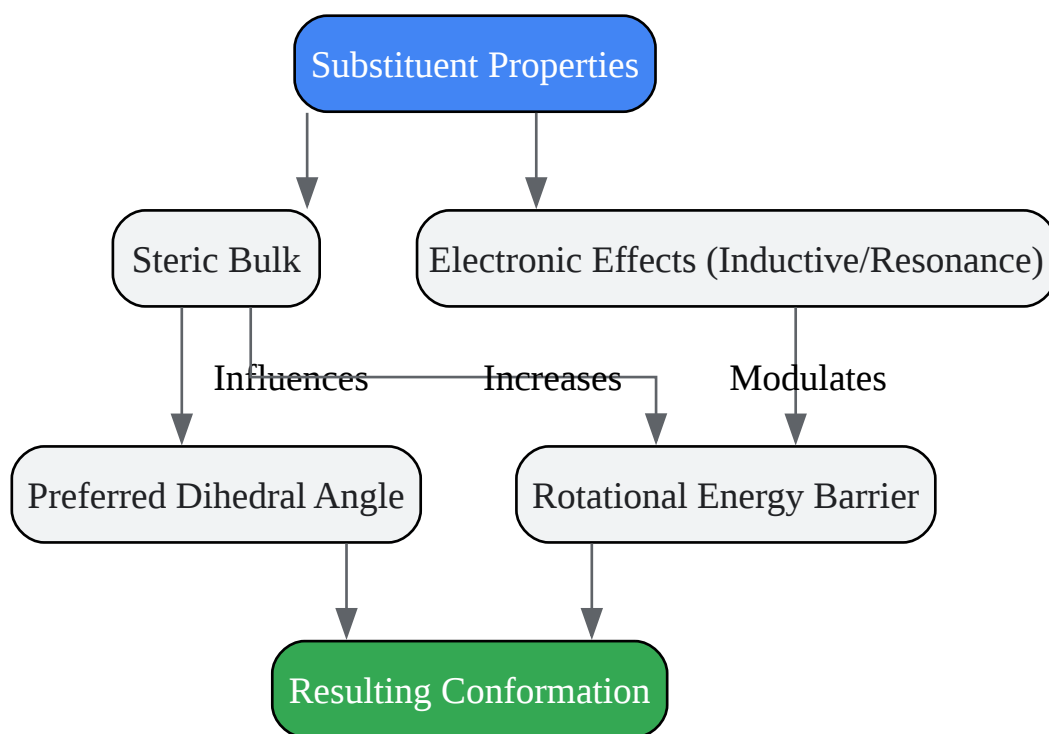 Substituent Properties
Steric Bulk
Electronic Effects (Inductive/Resonance)
Influences
Increases
Modulates
Preferred Dihedral Angle
Rotational Energy Barrier
Resulting Conformation